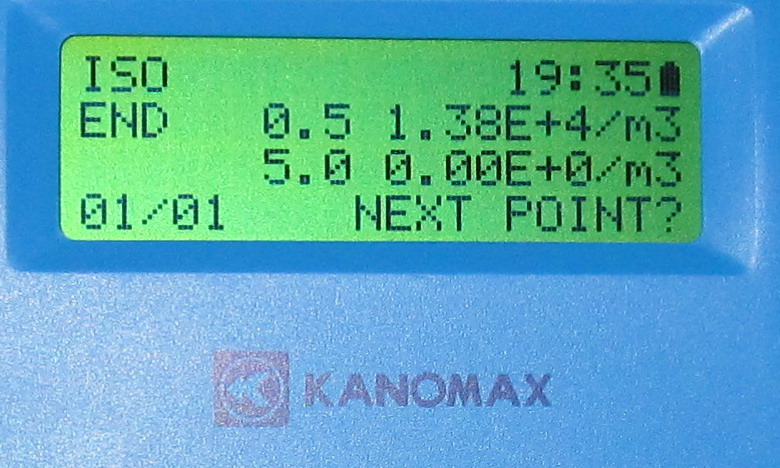 ISO 19:35
END 0.5 1.38E+4/m3
5.0 0.00E+0/m3
01/01 NEXT POINT?
KANOMAX